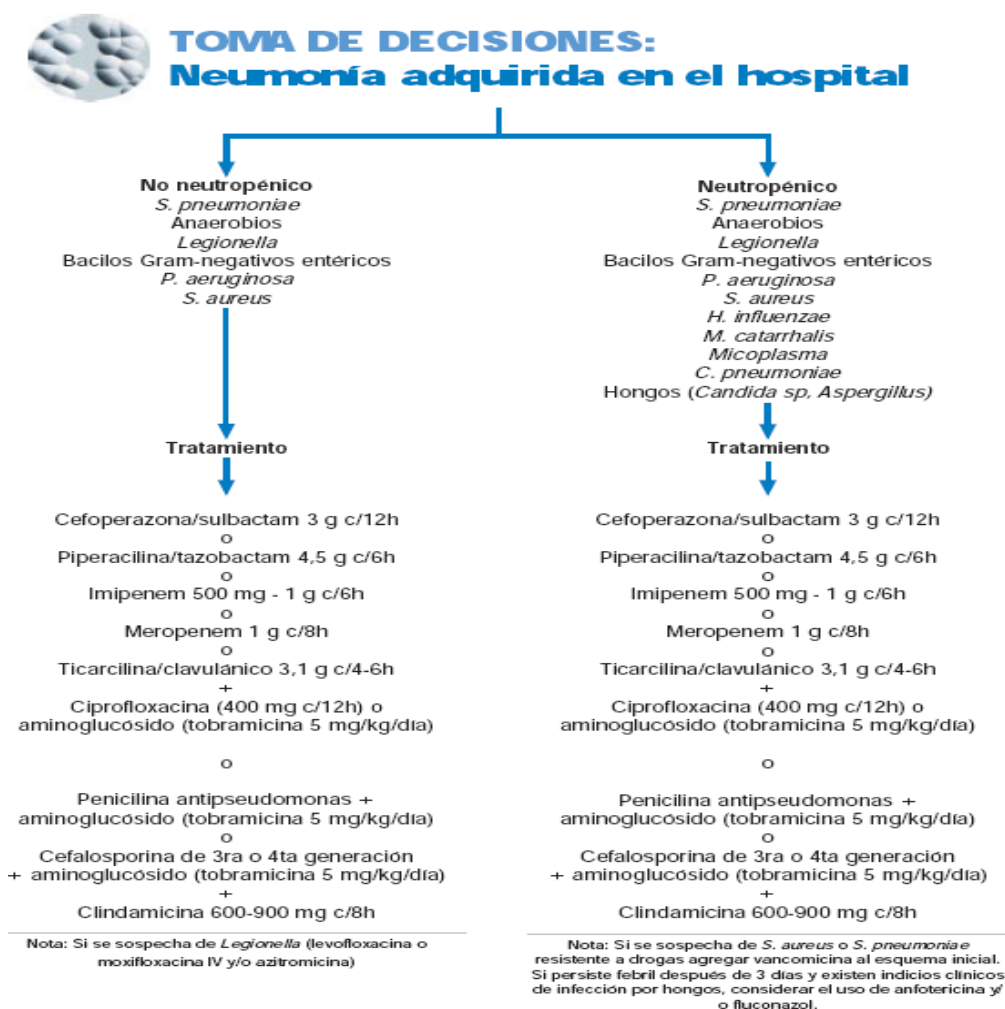 TOMA DE DECISIONES:
Neumonía adquirida en el hospital
No neutropénico
S. pneumoniae
Anaerobios
Legionella
Bacilos Gram-negativos entéricos
P. aeruginosa
S. aureus
Tratamiento
Cefoperazona/sulbactam 3 g c/12h
o
Piperacilina/tazobactam 4,5 g c/6h
o
Imipenem 500 mg - 1 g c/6h
o
Meropenem 1 g c/8h
o
Ticarcilina/clavulánico 3,1 g c/4-6h
+
Ciprofloxacina (400 mg c/12h) o
aminoglucósido (tobramicina 5 mg/kg/día)
o
Penicilina antipseudomonas +
aminoglucósido (tobramicina 5 mg/kg/día)
o
Cefalosporina de 3ra o 4ta generación
+ aminoglucósido (tobramicina 5 mg/kg/día)
+
Clindamicina 600-900 mg c/8h
Nota: Si se sospecha de Legionella (levofloxacina o
moxifloxacina IV y/o azitromicina)
Neutropénico
S. pneumoniae
Anaerobios
Legionella
Bacilos Gram-negativos entéricos
P. aeruginosa
S. aureus
H. influenzae
M. catarrhalis
Micoplasma
C. pneumoniae
Hongos (Candida sp, Aspergillus)
Tratamiento
Cefoperazona/sulbactam 3 g c/12h
o
Piperacilina/tazobactam 4,5 g c/6h
o
Imipenem 500 mg - 1 g c/6h
o
Meropenem 1 g c/8h
o
Ticarcilina/clavulánico 3,1 g c/4-6h
+
Ciprofloxacina (400 mg c/12h) o
aminoglucósido (tobramicina 5 mg/kg/día)
o
Penicilina antipseudomonas +
aminoglucósido (tobramicina 5 mg/kg/día)
o
Cefalosporina de 3ra o 4ta generación
+ aminoglucósido (tobramicina 5 mg/kg/día)
+
Clindamicina 600-900 mg c/8h
Nota: Si se sospecha de S. aureus o S. pneumoniae
resistente a drogas agregar vancomicina al esquema inicial.
Si persiste febril después de 3 días y existen indicios clínicos
de infección por hongos, considerar el uso de anfotericina y/
o fluconazol.